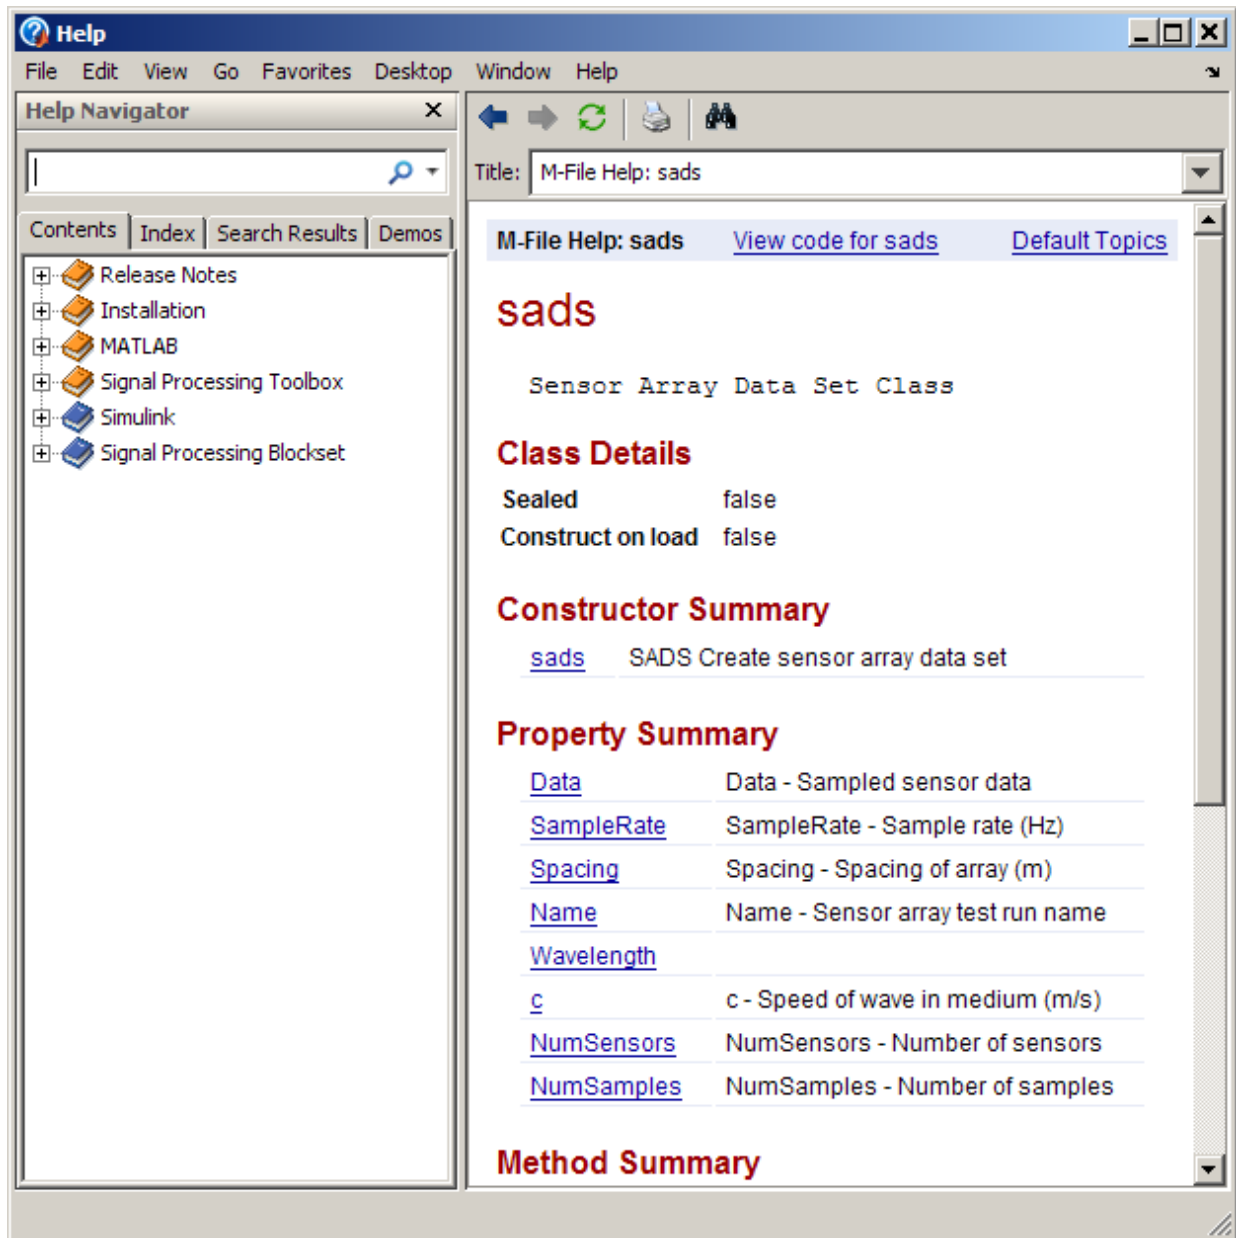 Help
File Edit View Go Favorites Desktop Window Help
Help Navigator
Contents Index Search Results Demos
Release Notes
Installation
MATLAB
Signal Processing Toolbox
Simulink
Signal Processing Blockset
Title: M-File Help: sads
M-File Help: sads View code for sads Default Topics
sads
Sensor Array Data Set Class
Class Details
Sealed false
Construct on load false
Constructor Summary
sads SADS Create sensor array data set
Property Summary
Data Data - Sampled sensor data
SampleRate SampleRate - Sample rate (Hz)
Spacing Spacing - Spacing of array (m)
Name Name - Sensor array test run name
Wavelength
c c - Speed of wave in medium (m/s)
NumSensors NumSensors - Number of sensors
NumSamples NumSamples - Number of samples
Method Summary